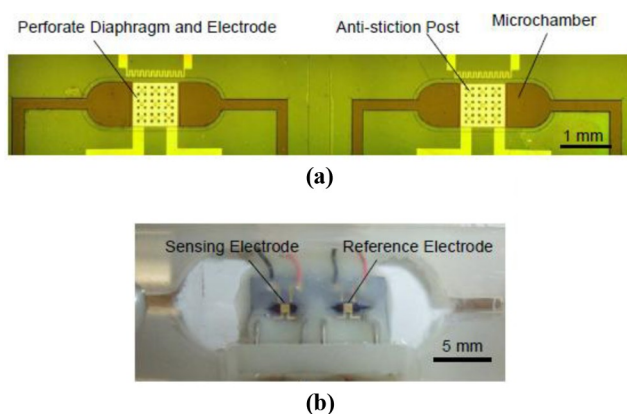 Perforate Diaphragm and Electrode
Anti-stiction Post
Microchamber
1 mm
(a)
Sensing Electrode
Reference Electrode
5 mm
(b)